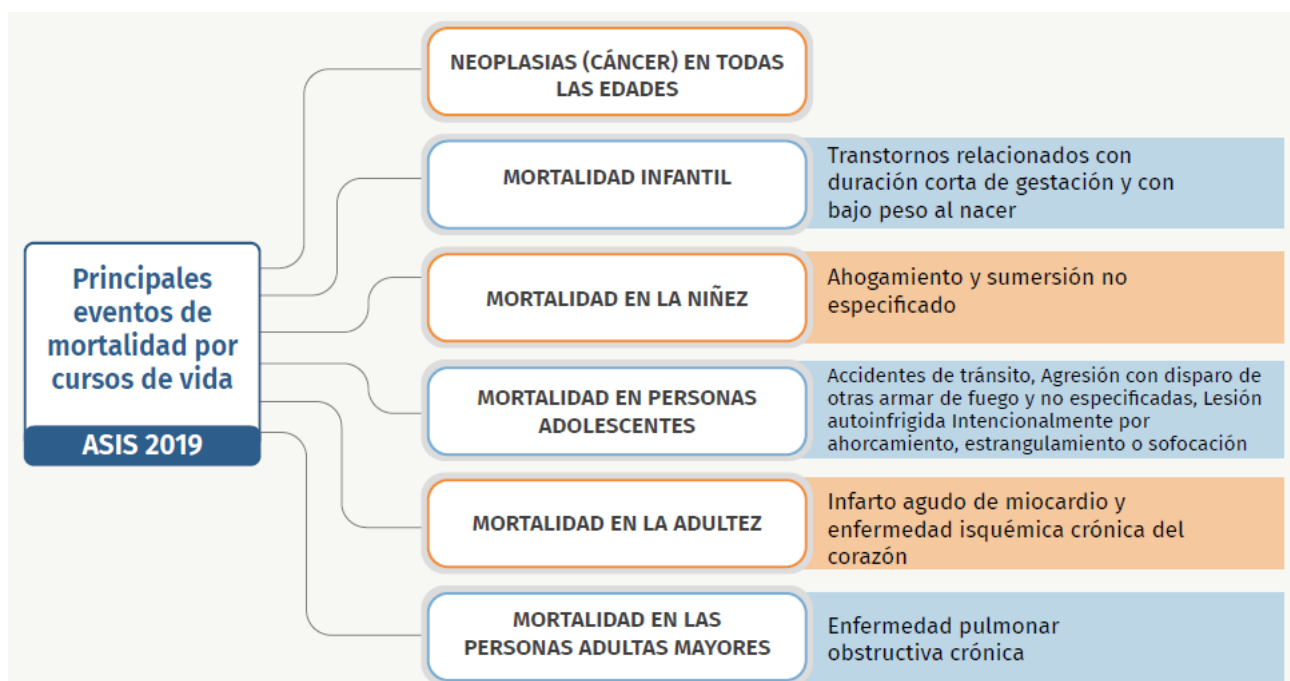 Principales
eventos de
mortalidad por
cursos de vida
ASIS 2019
NEOPLASIAS (CÁNCER) EN TODAS
LAS EDADES
MORTALIDAD INFANTIL
Transtornos relacionados con
duración corta de gestación y con
bajo peso al nacer
MORTALIDAD EN LA NIÑEZ
Ahogamiento y sumersión no
especificado
MORTALIDAD EN PERSONAS
ADOLESCENTES
Accidentes de tránsito, Agresión con disparo de
otras armar de fuego y no especificadas, Lesión
autoinfrigida Intencionalmente por
ahorcamiento, estrangulamiento o sofocación
MORTALIDAD EN LA ADULTEZ
Infarto agudo de miocardio y
enfermedad isquémica crónica del
corazón
MORTALIDAD EN LAS
PERSONAS ADULTAS MAYORES
Enfermedad pulmonar
obstructiva crónica